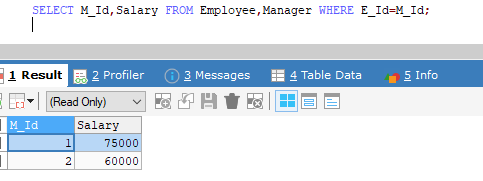 SELECT M_Id,Salary FROM Employee,Manager WHERE E_Id=M_Id;
1 Result 2 Profiler 3 Messages 4 Table Data 5 Info
(Read Only)
M_Id Salary
1 75000
2 60000